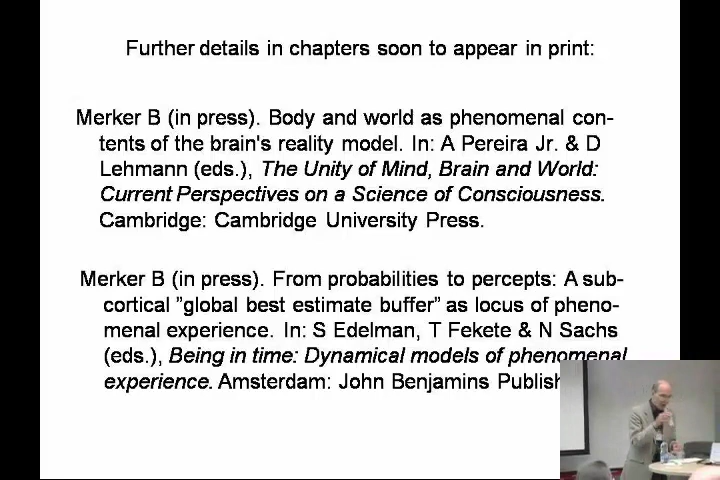 Further details in chapters soon to appear in print:
Merker B (in press). Body and world as phenomenal con-
tents of the brain's reality model. In: A Pereira Jr. & D
Lehmann (eds.), The Unity of Mind, Brain and World:
Current Perspectives on a Science of Consciousness.
Cambridge: Cambridge University Press.
Merker B (in press). From probabilities to percepts: A sub-
cortical ”global best estimate buffer” as locus of pheno-
menal experience. In: S Edelman, T Fekete & N Sachs
(eds.), Being in time: Dynamical models of phenomenal
experience. Amsterdam: John Benjamins Publish